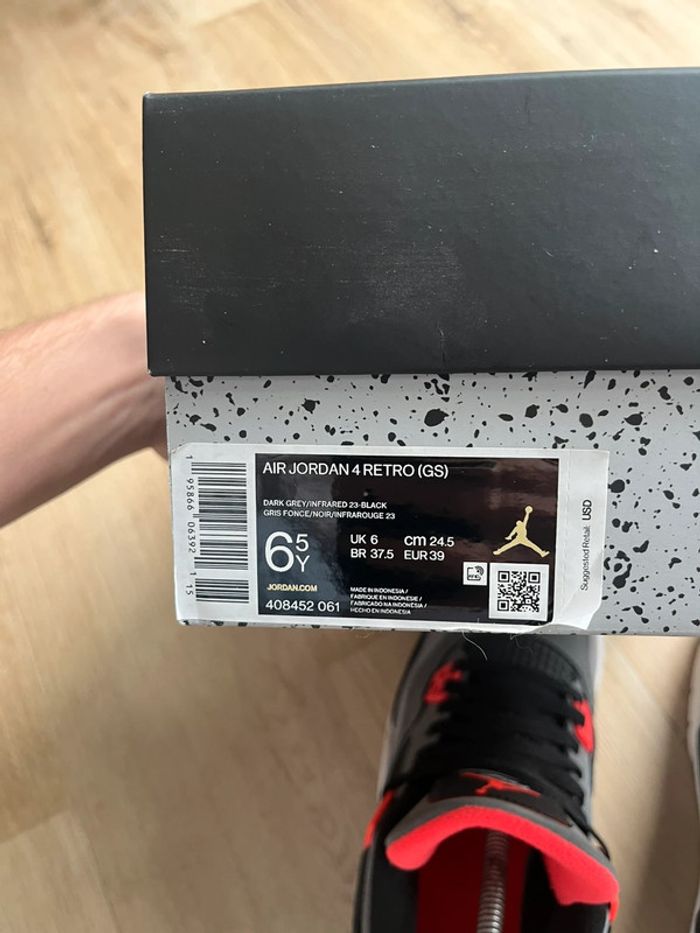 AIR JORDAN 4 RETRO (GS)
DARK GREY/INFRARED 23-BLACK
GRIS FONCE/NOIR/INFRAROUGE 23
6 5 Y
UK 6 cm 24.5
BR 37.5 EUR 39
JORDAN.COM
408452 061
MADE IN INDONESIA /
FABRIQUE EN INDONESIE /
FABRICADO NA INDONESIA /
HECHO EN INDONESIA
1 95866 06392 1
15
Suggested Retail: USD